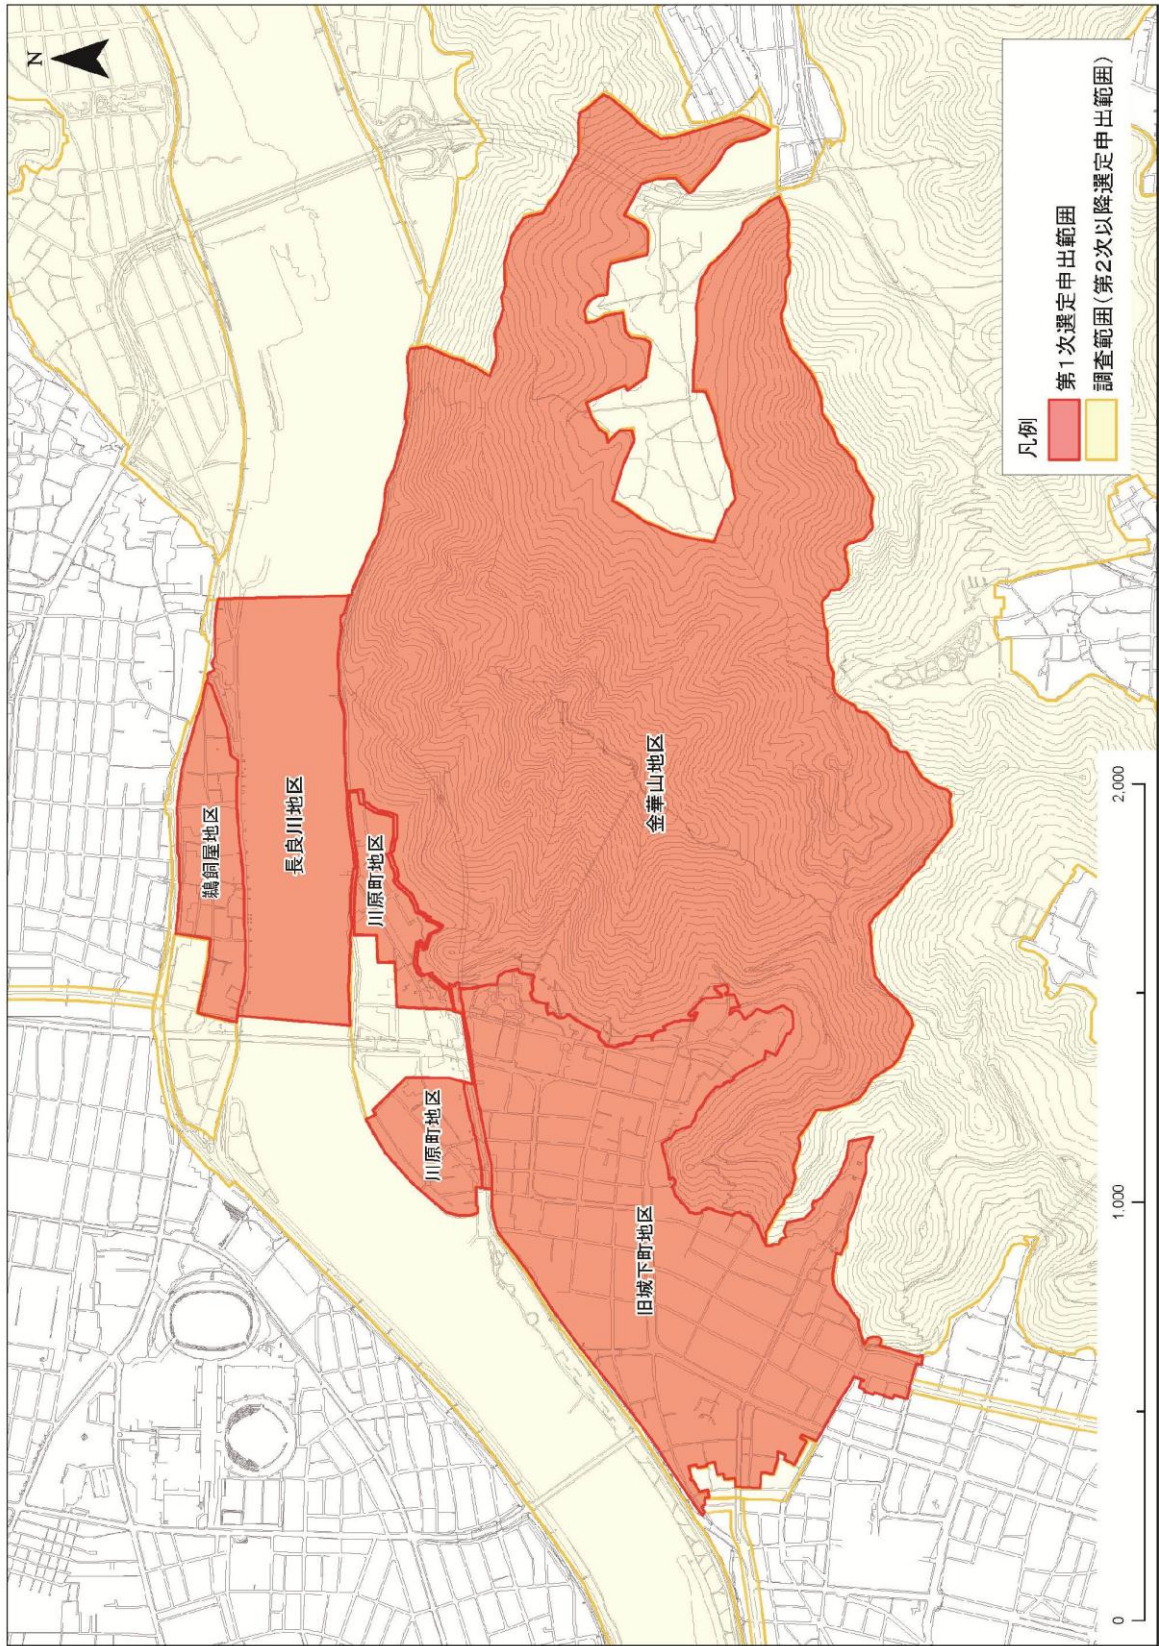 N
鵜飼屋地区
長良川地区
川原町地区
川原町地区
金華山地区
旧城下町地区
凡例
第1次選定申出範囲
調査範囲(第2次以降選定申出範囲)
0
1,000
2,000